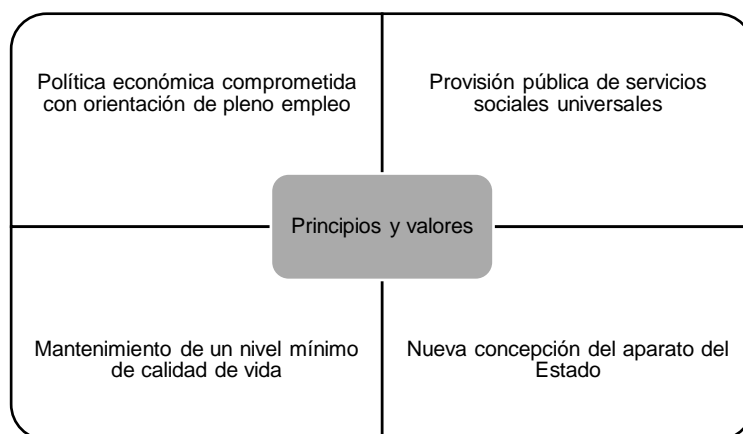 Política económica comprometida
con orientación de pleno empleo
Provisión pública de servicios
sociales universales
Principios y valores
Mantenimiento de un nivel mínimo
de calidad de vida
Nueva concepción del aparato del
Estado